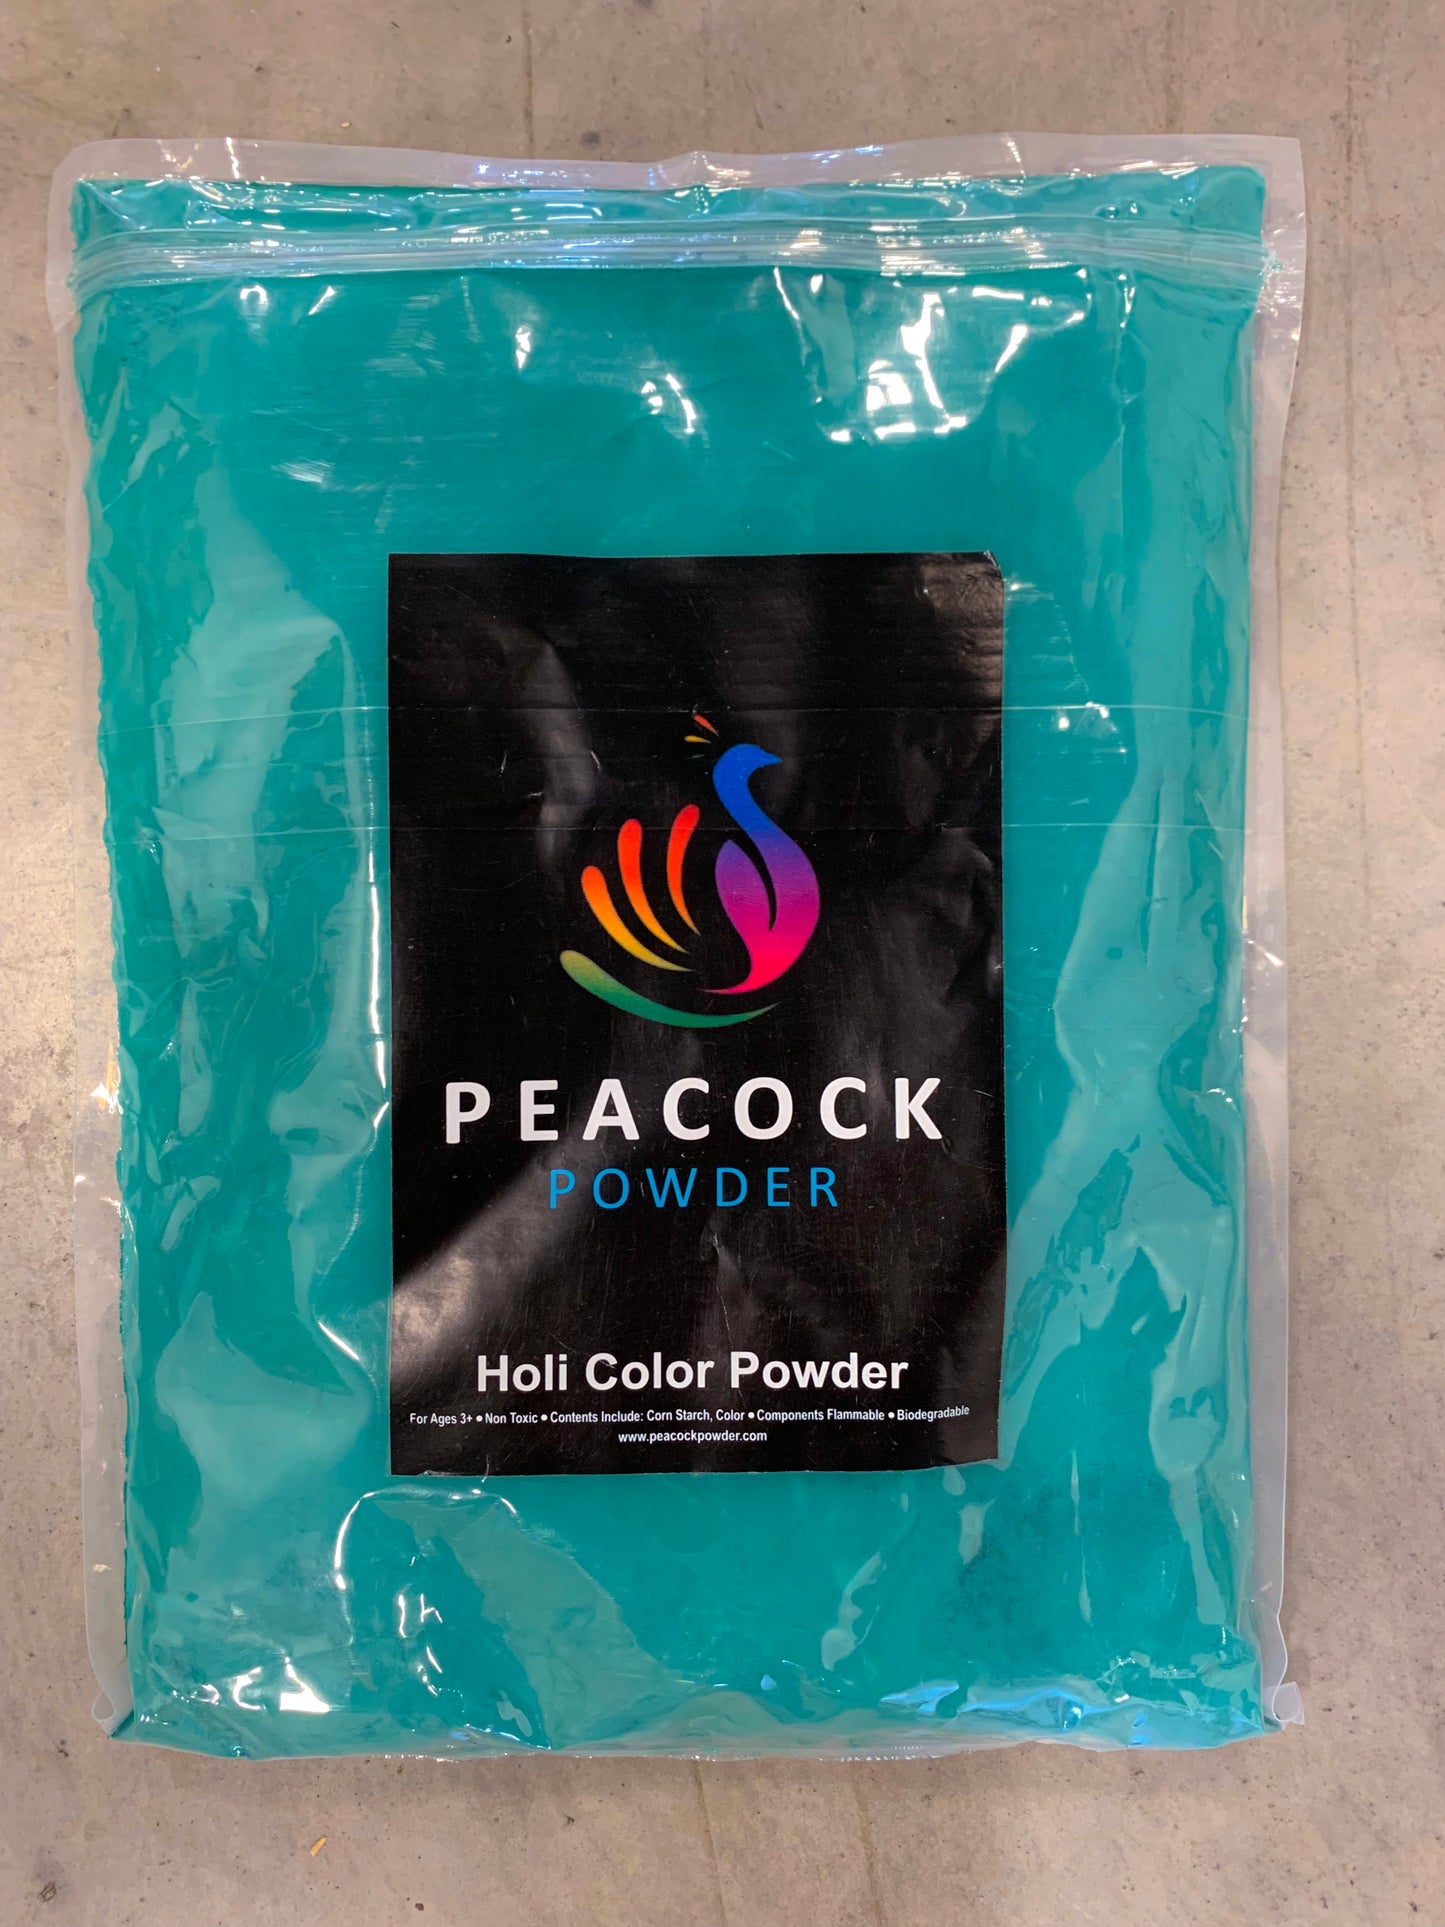 PEACOCK
POWDER
Holi Color Powder
For Ages 3+ ● Non Toxic ● Contents Include: Corn Starch, Color ● Components Flammable ● Biodegradable
www.peacockpowder.com